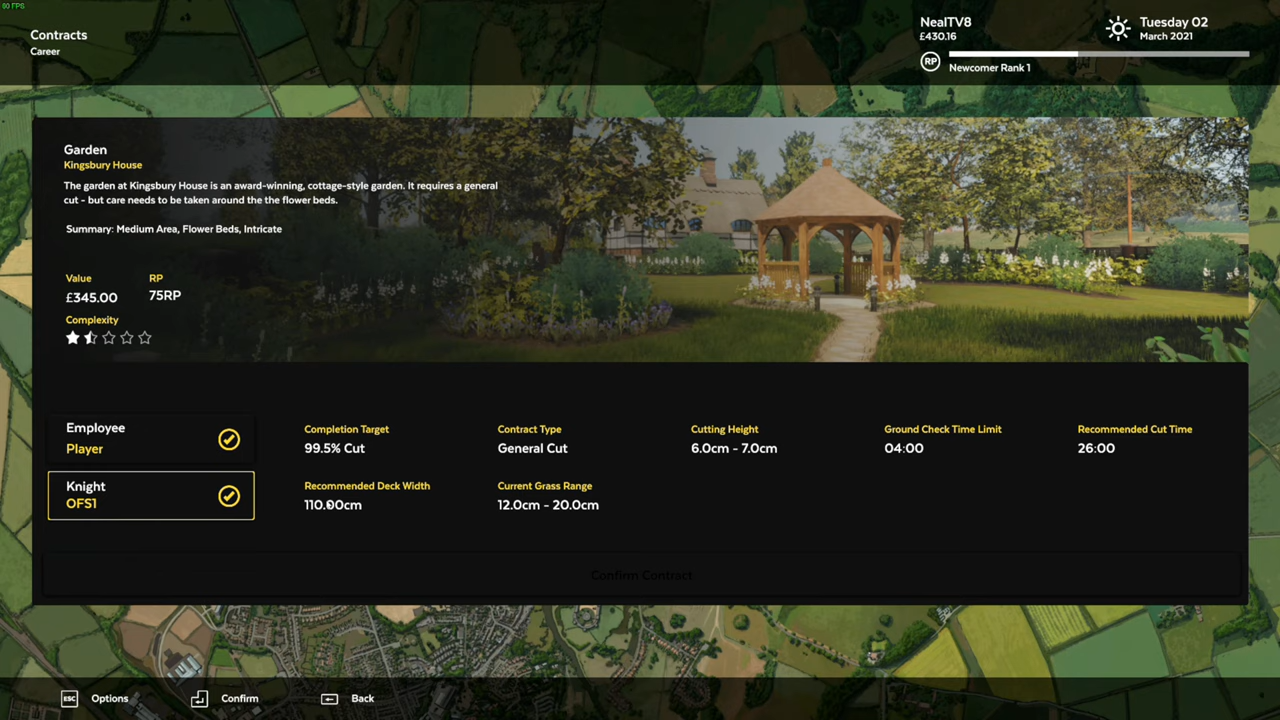 60 FPS
Contracts
Career
NealTV8
£430.16
Tuesday 02
March 2021
RP
Newcomer Rank 1
Garden
Kingsbury House
The garden at Kingsbury House is an award-winning, cottage-style garden. It requires a general
cut - but care needs to be taken around the the flower beds.
Summary: Medium Area, Flower Beds, Intricate
Value
£345.00
RP
75RP
Complexity
Employee
Player
Completion Target
99.5% Cut
Contract Type
General Cut
Cutting Height
6.0cm - 7.0cm
Ground Check Time Limit
04:00
Recommended Cut Time
26:00
Knight
OFS1
Recommended Deck Width
110.00cm
Current Grass Range
12.0cm - 20.0cm
Confirm Contract
ESC Options
Confirm
Back